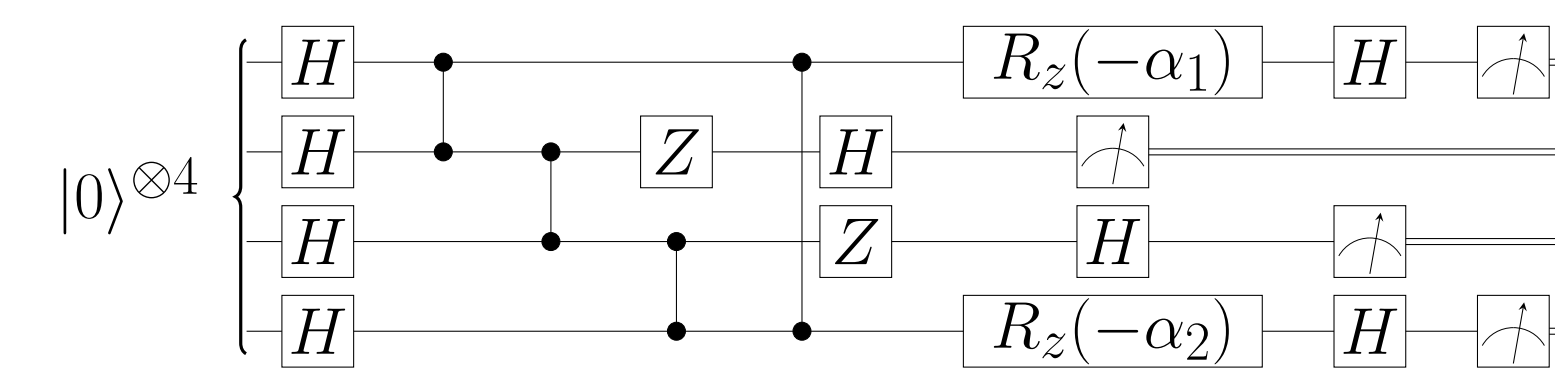 H R_z(−α_1) H
H Z H
|0⟩^{⊗4}
H Z H
H R_z(−α_2) H